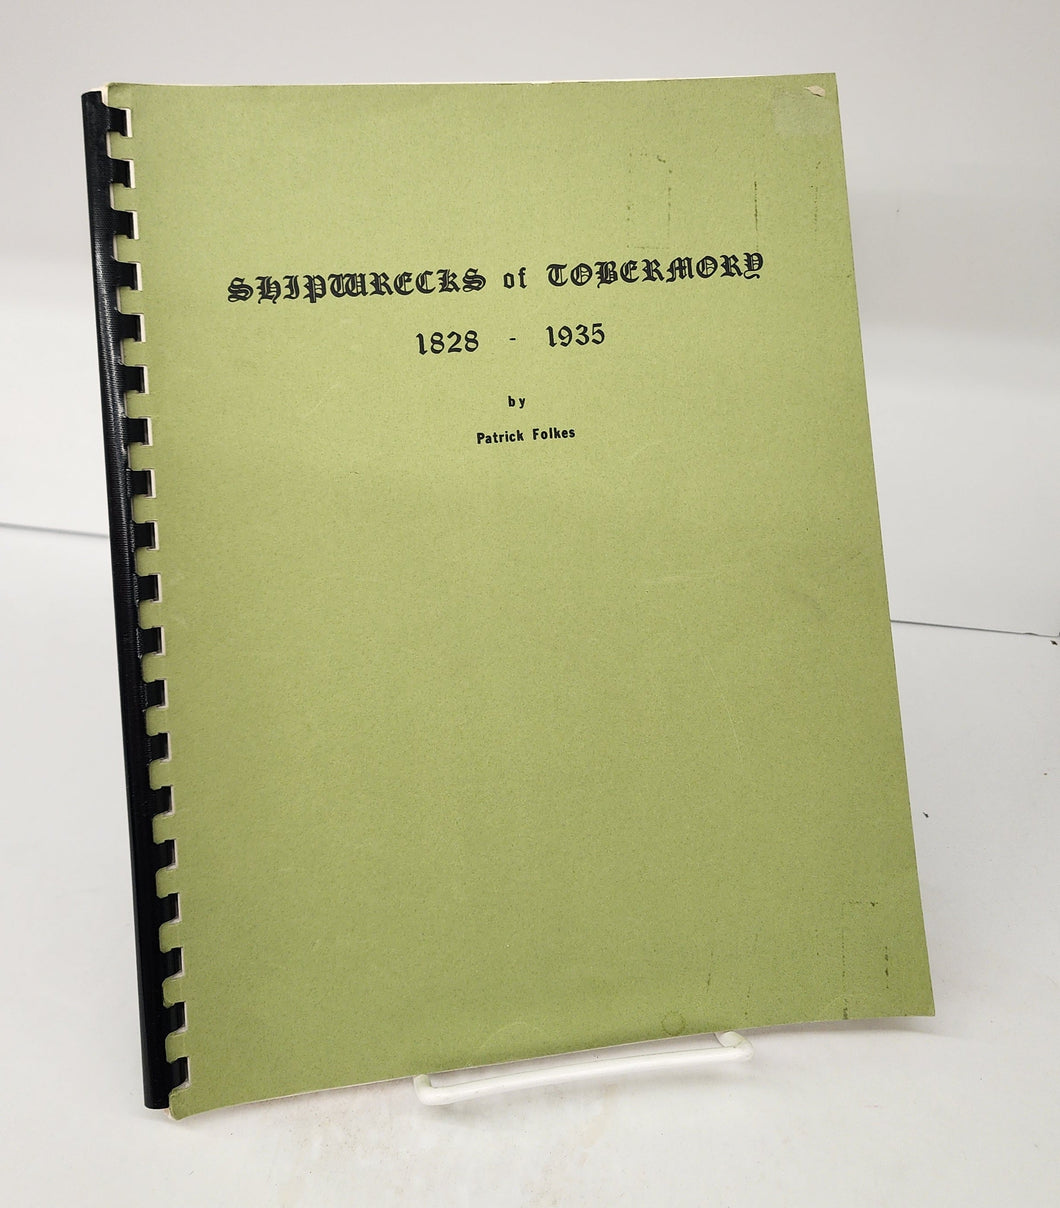 SHIPWRECKS of TOBERMORY
1828 - 1935
by
Patrick Folkes